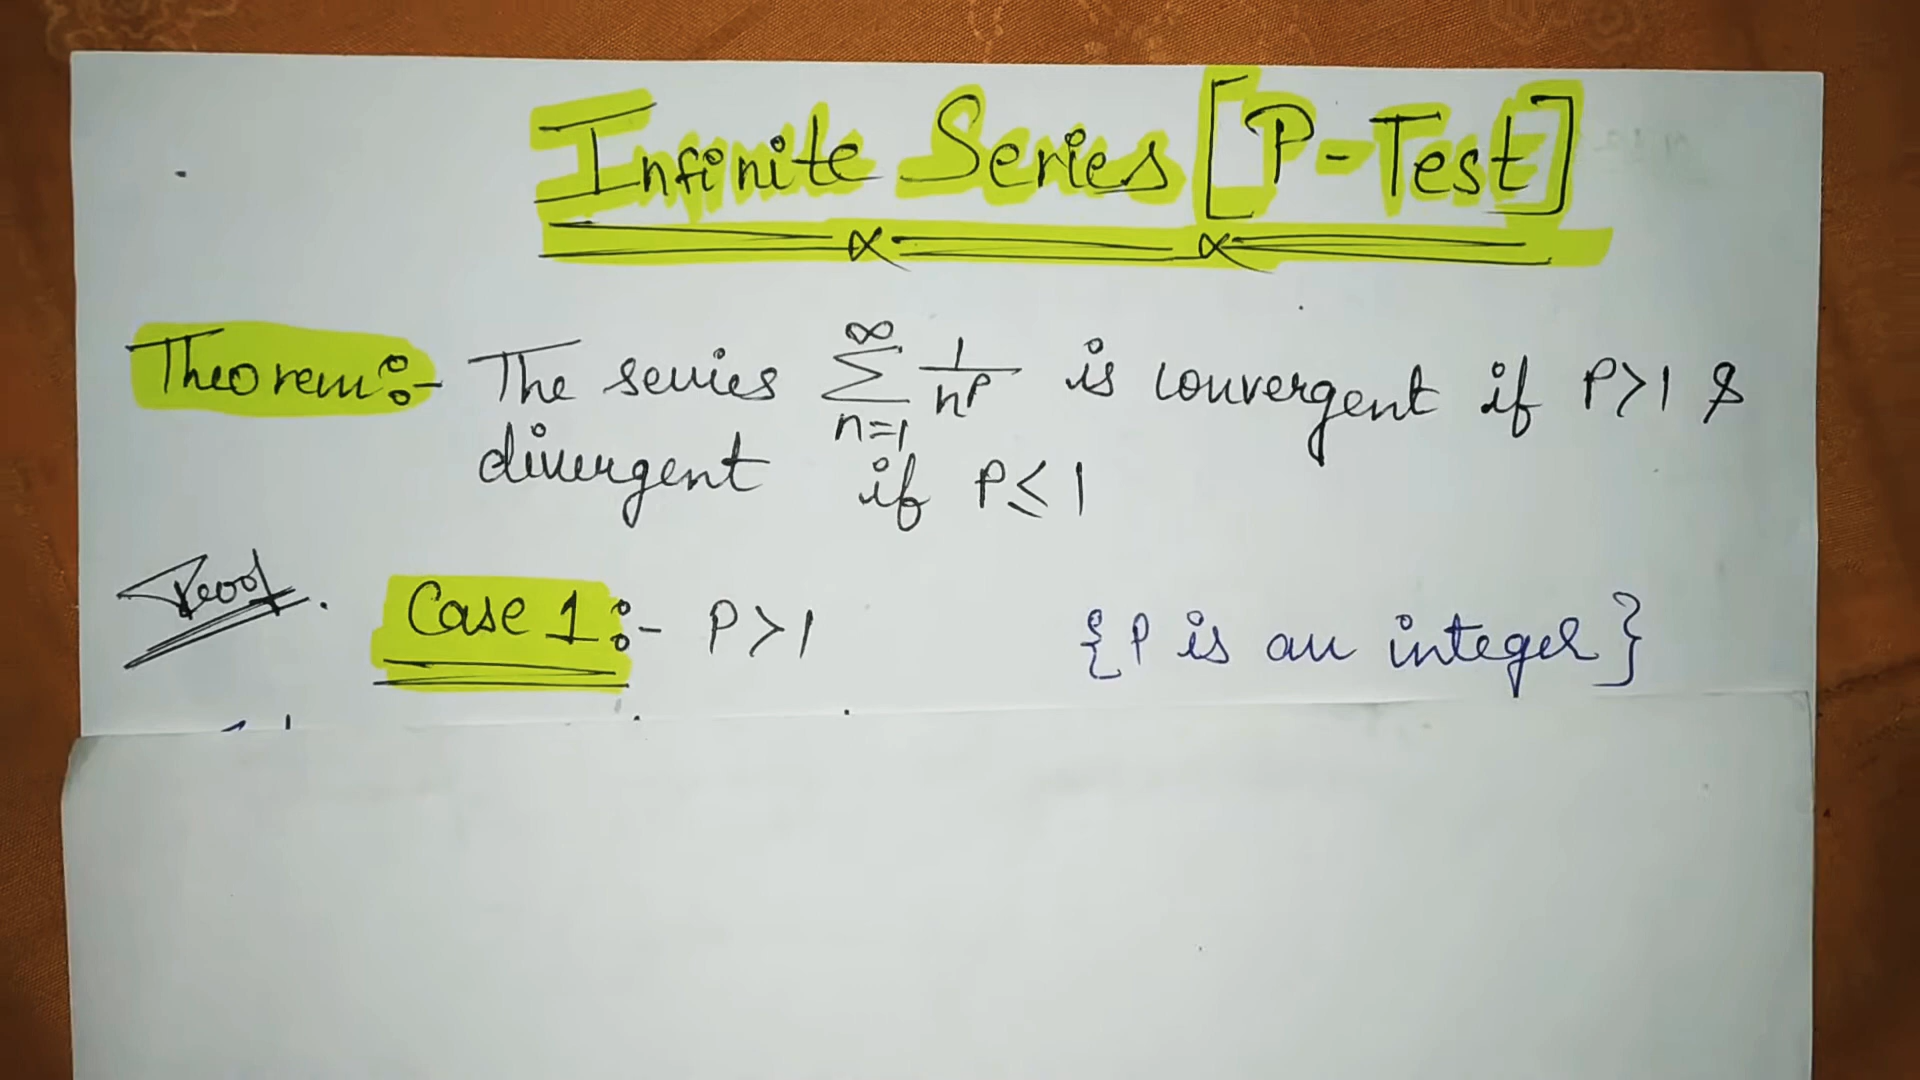 Infinite Series [P-Test]
Theorem:- The series ∞∑n=1 1/n^p is convergent if P>1 &
divergent if P≤1
Proof. Case 1:- P>1 {P is an integer}